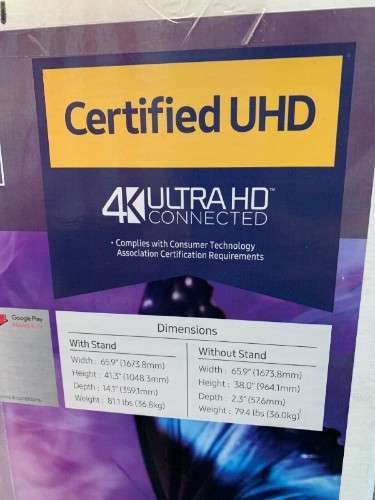 Certified UHD
4K ULTRA HD™
CONNECTED
• Complies with Consumer Technology
Association Certification Requirements
Google Play
Dimensions
With Stand
Width : 65.9" (1673.8mm)
Height : 41.3" (1048.3mm)
Depth : 14.1" (359.1mm)
Weight : 81.1 lbs (36.8kg)
Without Stand
Width : 65.9" (1673.8mm)
Height : 38.0" (964.1mm)
Depth : 2.3" (57.6mm)
Weight : 79.4 lbs (36.0kg)